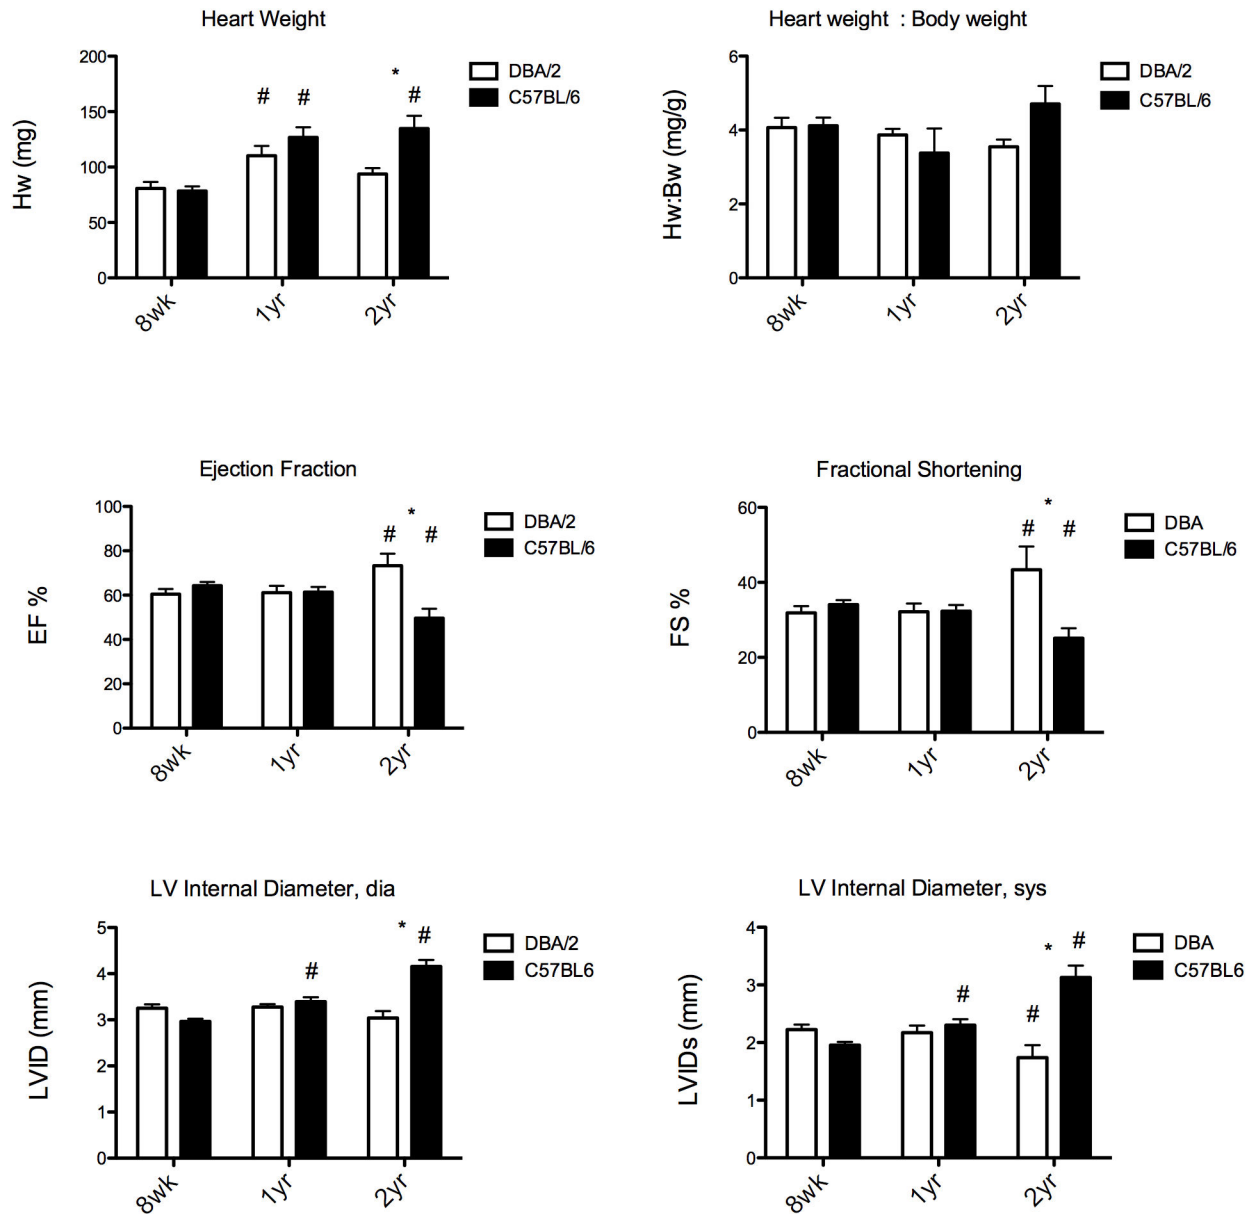 Heart Weight
200
150
100
50
0
Hw (mg)
* 
# # #
DBA/2
C57BL/6
8wk 1yr 2yr
Heart weight : Body weight
6
4
2
0
Hw:Bw (mg/g)
DBA/2
C57BL/6
8wk 1yr 2yr
Ejection Fraction
100
80
60
40
20
0
EF %
*
# #
DBA/2
C57BL/6
8wk 1yr 2yr
Fractional Shortening
60
40
20
0
FS %
*
# #
DBA
C57BL/6
8wk 1yr 2yr
LV Internal Diameter, dia
5
4
3
2
1
0
LVID (mm)
* #
#
DBA/2
C57BL6
8wk 1yr 2yr
LV Internal Diameter, sys
4
3
2
1
0
LVIDs (mm)
* #
#
#
DBA
C57BL6
8wk 1yr 2yr